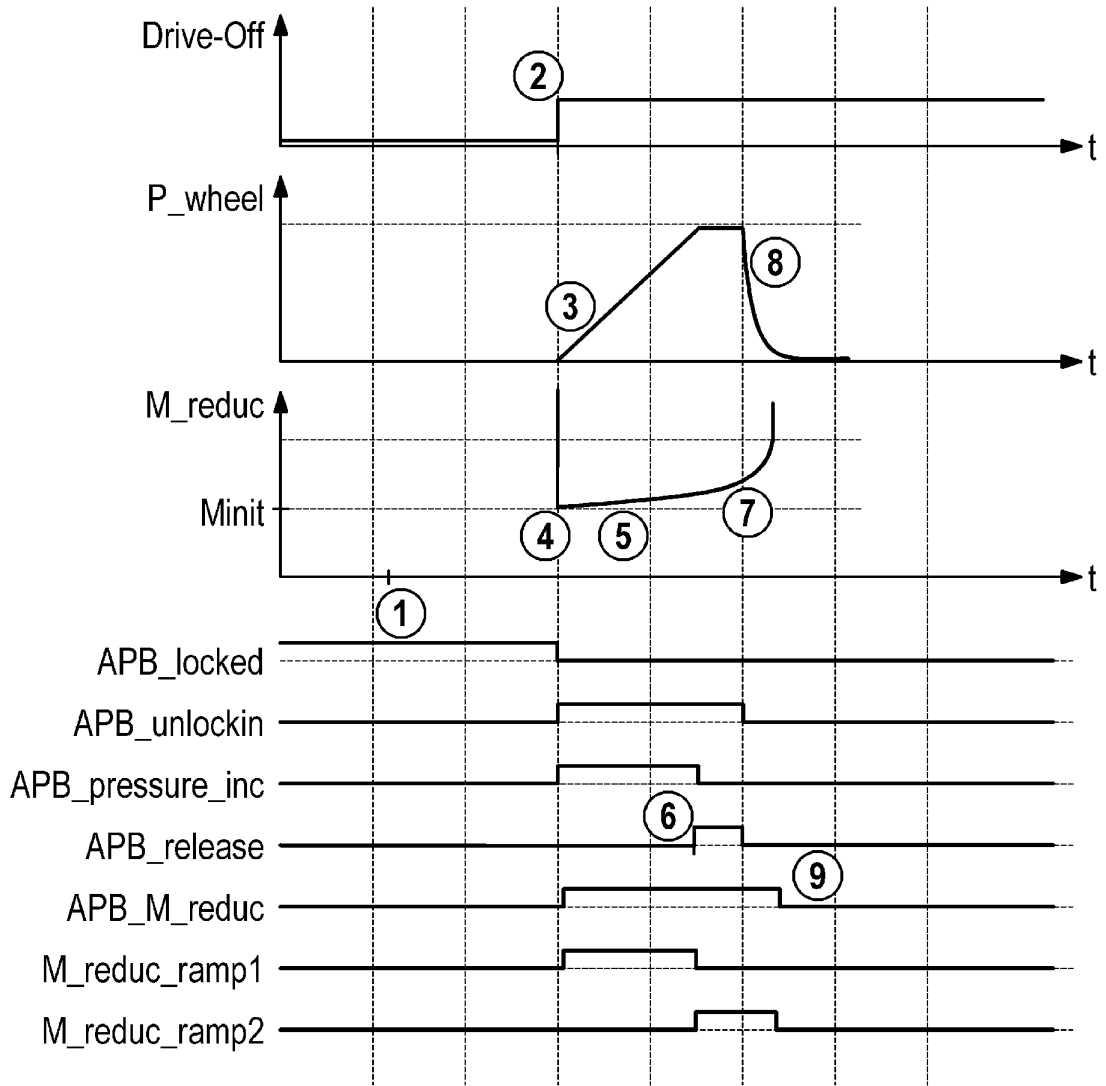 Drive-Off
2
t
P_wheel
3
8
t
M_reduc
Minit
4
5
7
t
1
APB_locked
APB_unlockin
APB_pressure_inc
6
APB_release
9
APB_M_reduc
M_reduc_ramp1
M_reduc_ramp2